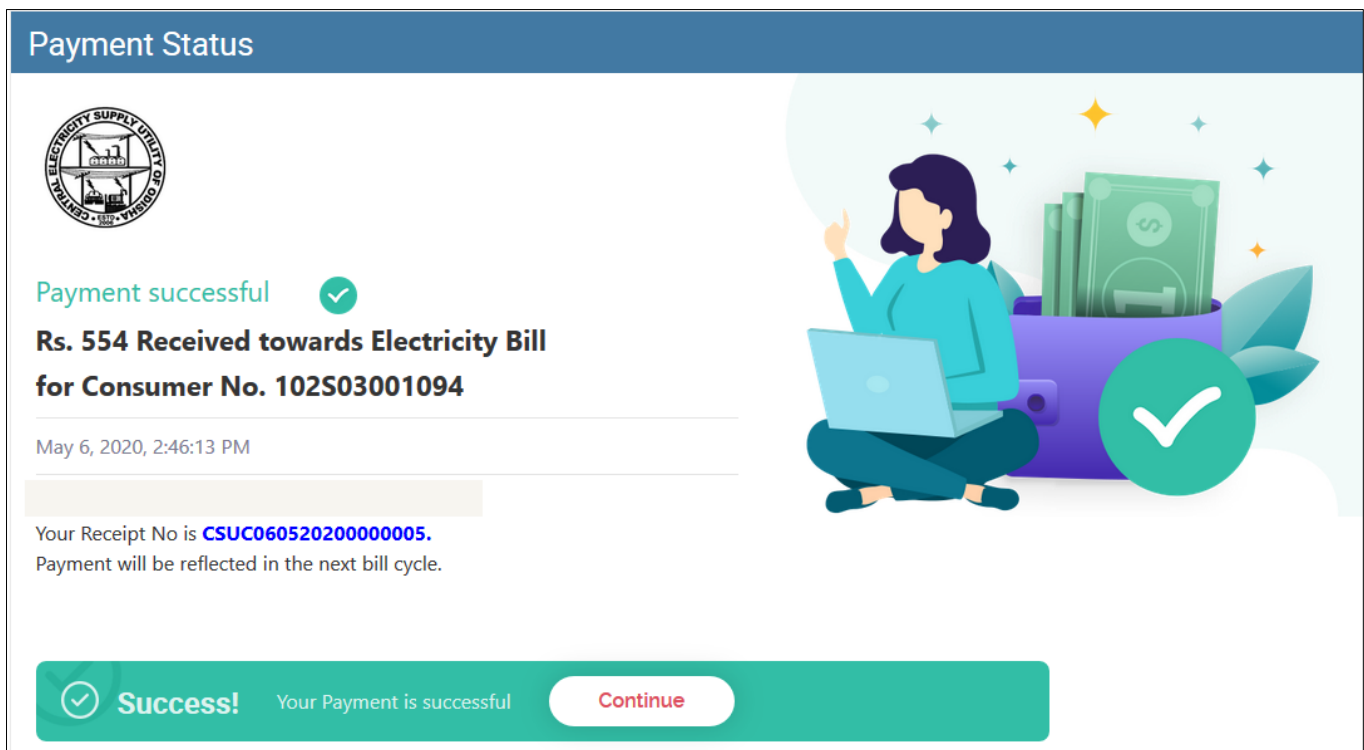 Payment Status
CENTRAL ELECTRICITY SUPPLY UTILITY OF ODISHA
ESTD.
2006
Payment successful
Rs. 554 Received towards Electricity Bill
for Consumer No. 102S03001094
May 6, 2020, 2:46:13 PM
Your Receipt No is CSUC060520200000005.
Payment will be reflected in the next bill cycle.
Success! Your Payment is successful Continue